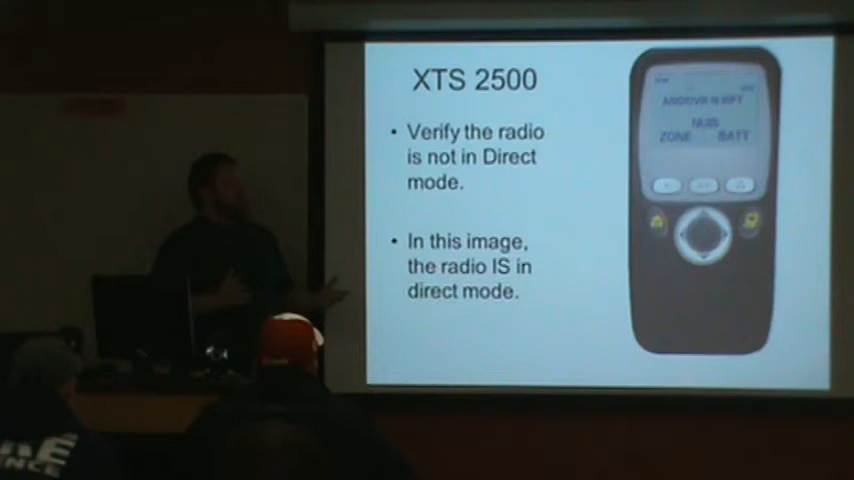 XTS 2500
• Verify the radio
is not in Direct
mode.
• In this image,
the radio IS in
direct mode.
ZONE BATT